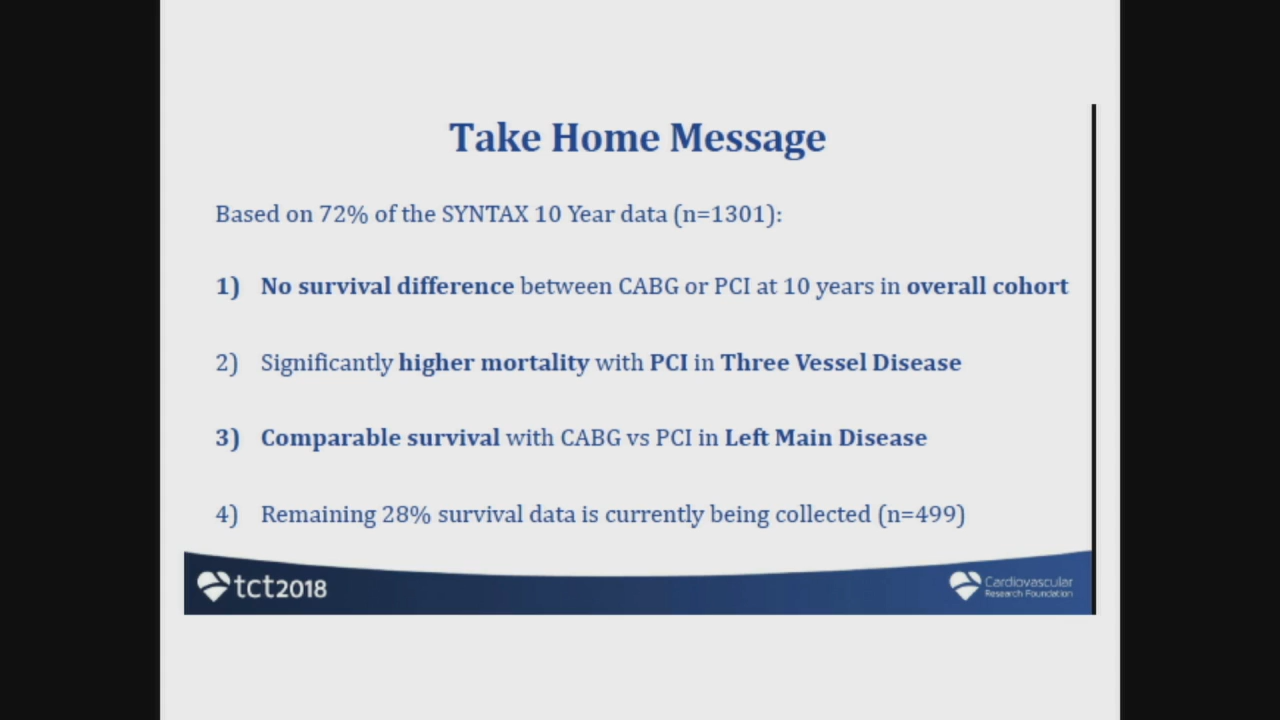 Take Home Message
Based on 72% of the SYNTAX 10 Year data (n=1301):
1) No survival difference between CABG or PCI at 10 years in overall cohort
2) Significantly higher mortality with PCI in Three Vessel Disease
3) Comparable survival with CABG vs PCI in Left Main Disease
4) Remaining 28% survival data is currently being collected (n=499)
tct2018
Cardiovascular
Research Foundation